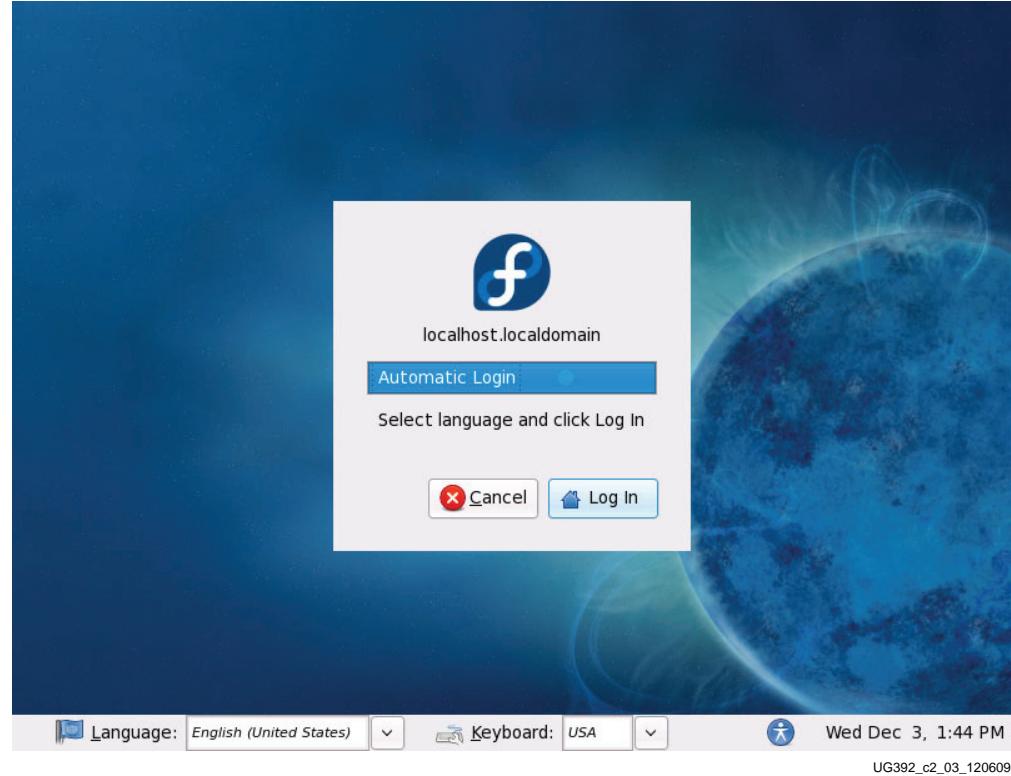 localhost.localdomain
Automatic Login
Select language and click Log In
Cancel Log In
Language: English (United States) Keyboard: USA Wed Dec 3, 1:44 PM
UG392_c2_03_120609